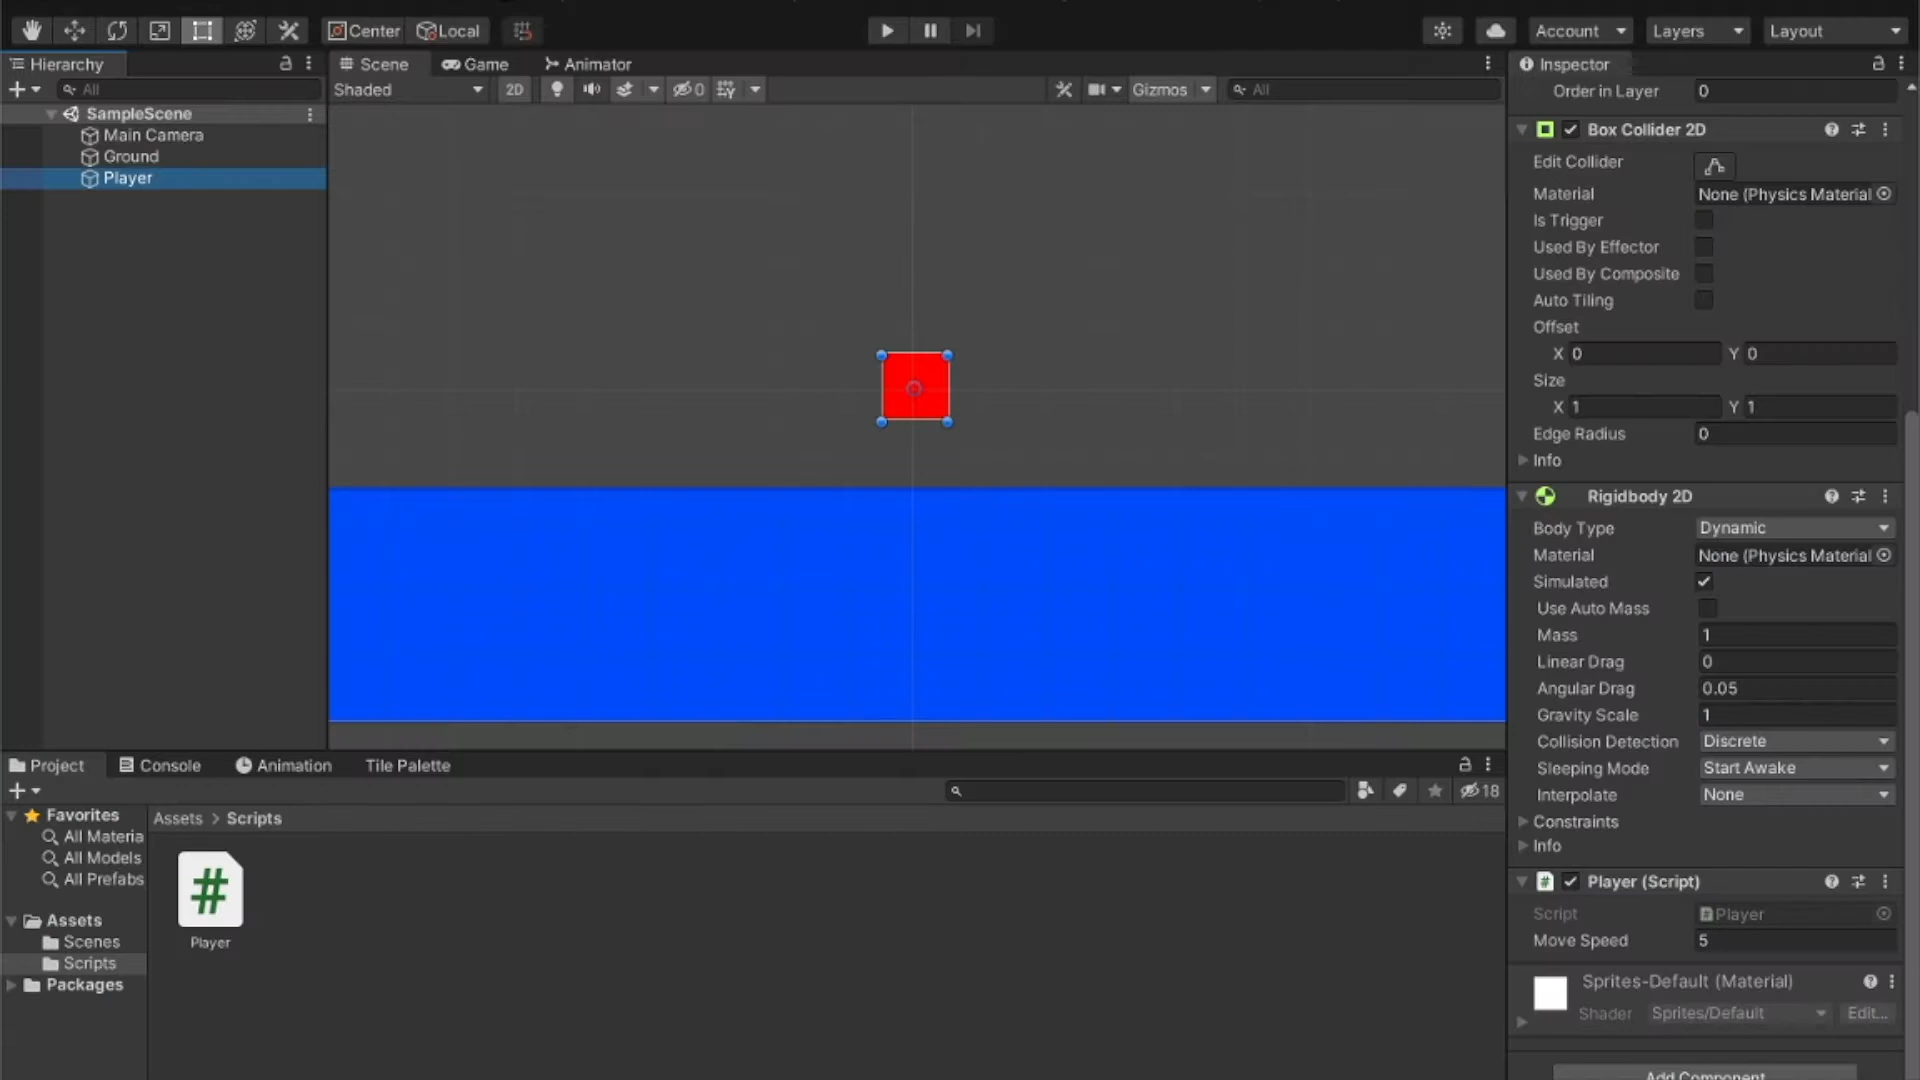 Center
Local
Account
Layers
Layout
Hierarchy
All
SampleScene
Main Camera
Ground
Player
Scene
Game
Animator
Shaded
2D
0
Gizmos
All
Inspector
Order in Layer 0
Box Collider 2D
Edit Collider
Material None (Physics Material
Is Trigger
Used By Effector
Used By Composite
Auto Tiling
Offset
X 0 Y 0
Size
X 1 Y 1
Edge Radius 0
Info
Rigidbody 2D
Body Type Dynamic
Material None (Physics Material
Simulated
Use Auto Mass
Mass 1
Linear Drag 0
Angular Drag 0.05
Gravity Scale 1
Collision Detection Discrete
Sleeping Mode Start Awake
Interpolate None
Constraints
Info
Player (Script)
Script Player
Move Speed 5
Sprites-Default (Material)
Shader Sprites/Default Edit...
Add Component
Project
Console
Animation
Tile Palette
18
Favorites
All Materia
All Models
All Prefabs
Assets
Scenes
Scripts
Packages
Assets > Scripts
#
Player